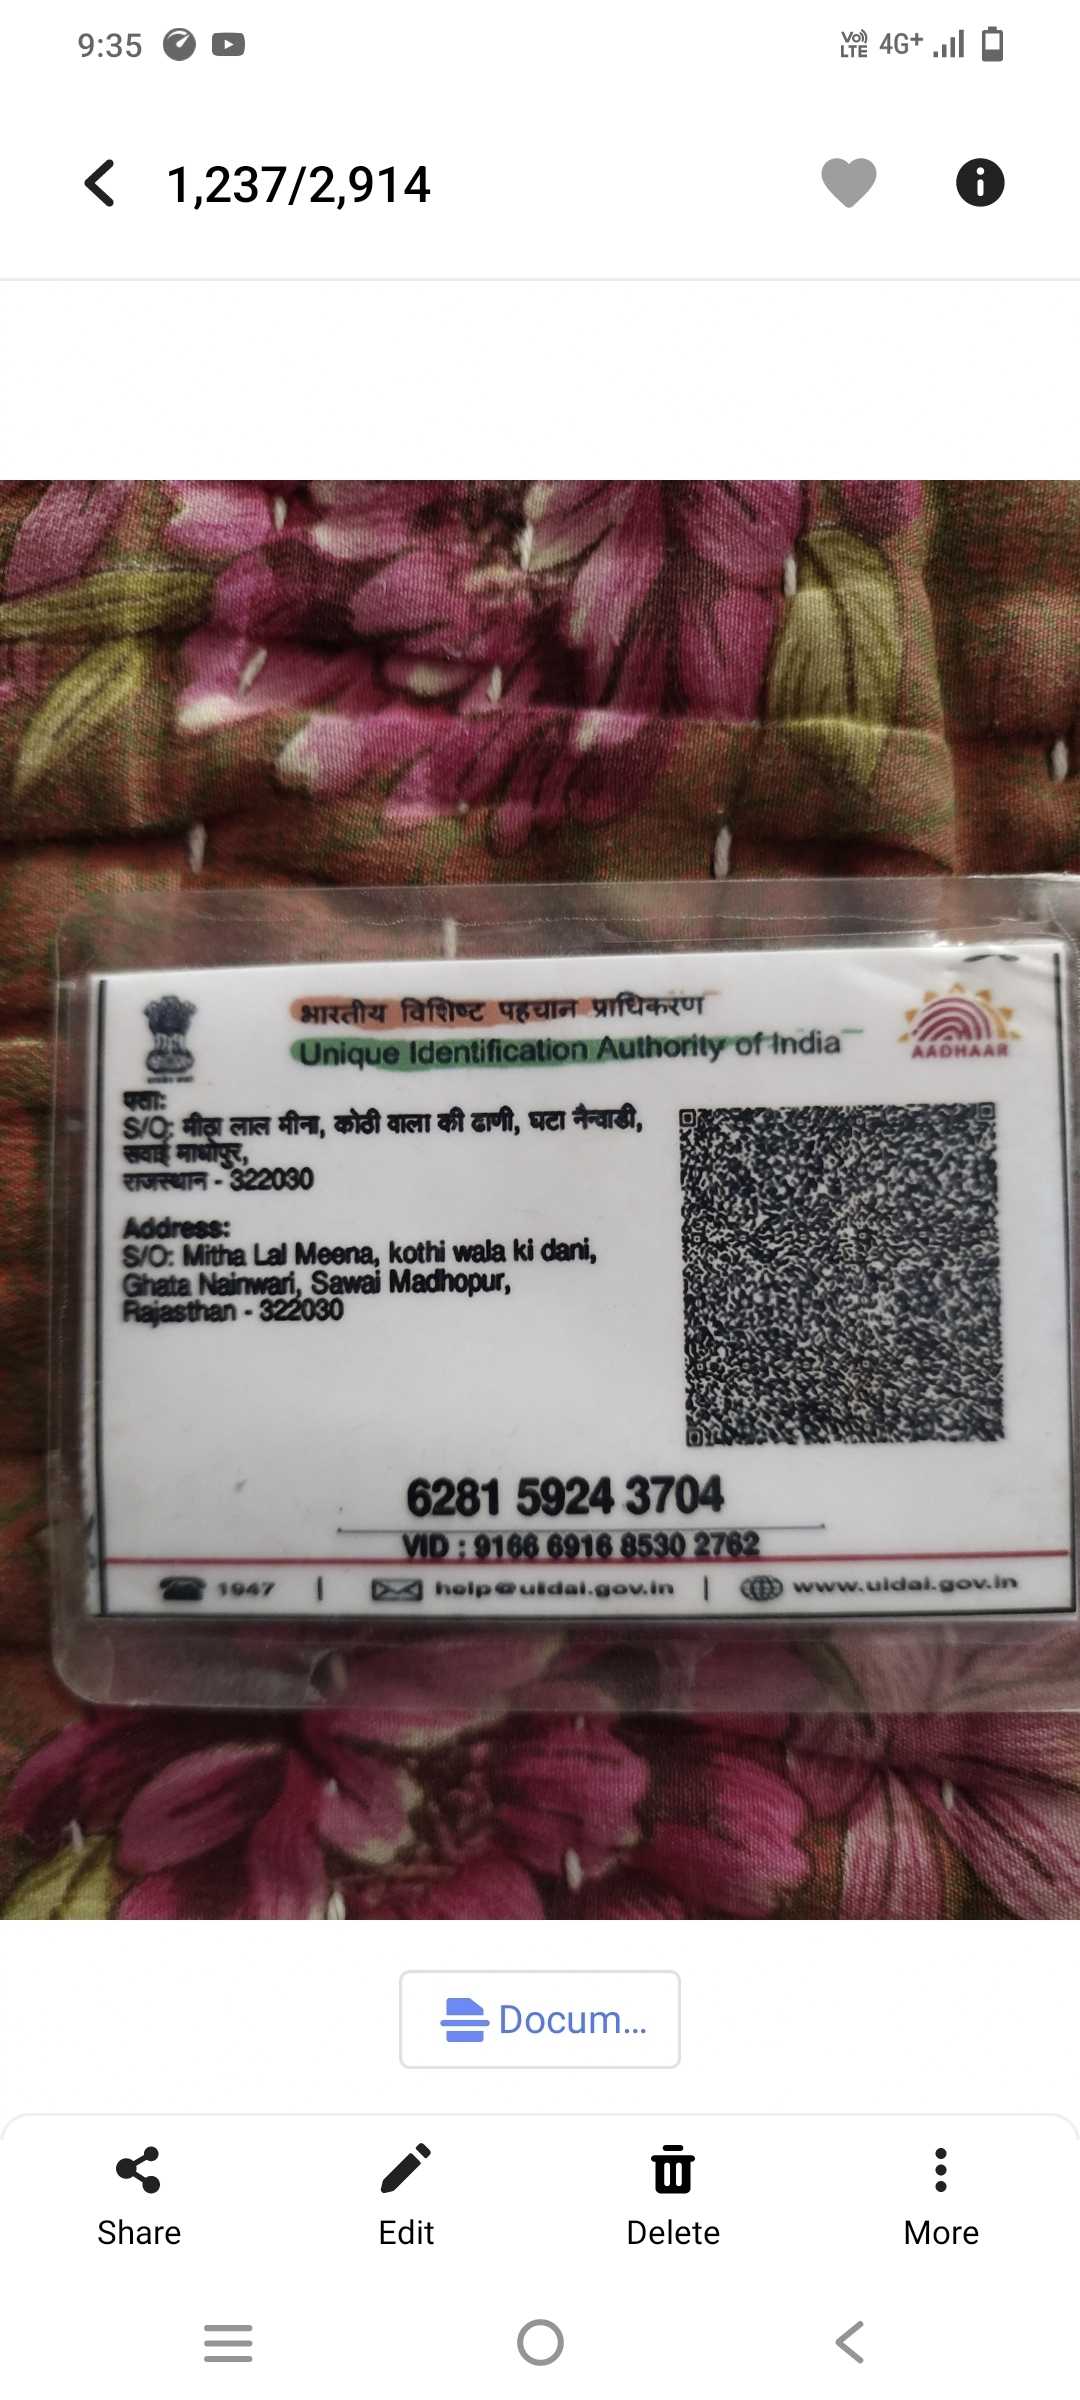 9:35
Vo) LTE 4G+
1,237/2,914
भारतीय विशिष्ट पहचान प्राधिकरण
Unique Identification Authority of India
AADHAAR
पता:
S/O: मीठा लाल मीना, कोठी वाला की ढाणी, घटा नैनवाडी,
सवाई माधोपुर,
राजस्थान - 322030
Address:
S/O: Mitha Lal Meena, kothi wala ki dani,
Ghata Nainwari, Sawai Madhopur,
Rajasthan - 322030
6281 5924 3704
VID : 9166 6916 8530 2762
1947 | help@uidai.gov.in | www.uidai.gov.in
Docum...
Share Edit Delete More